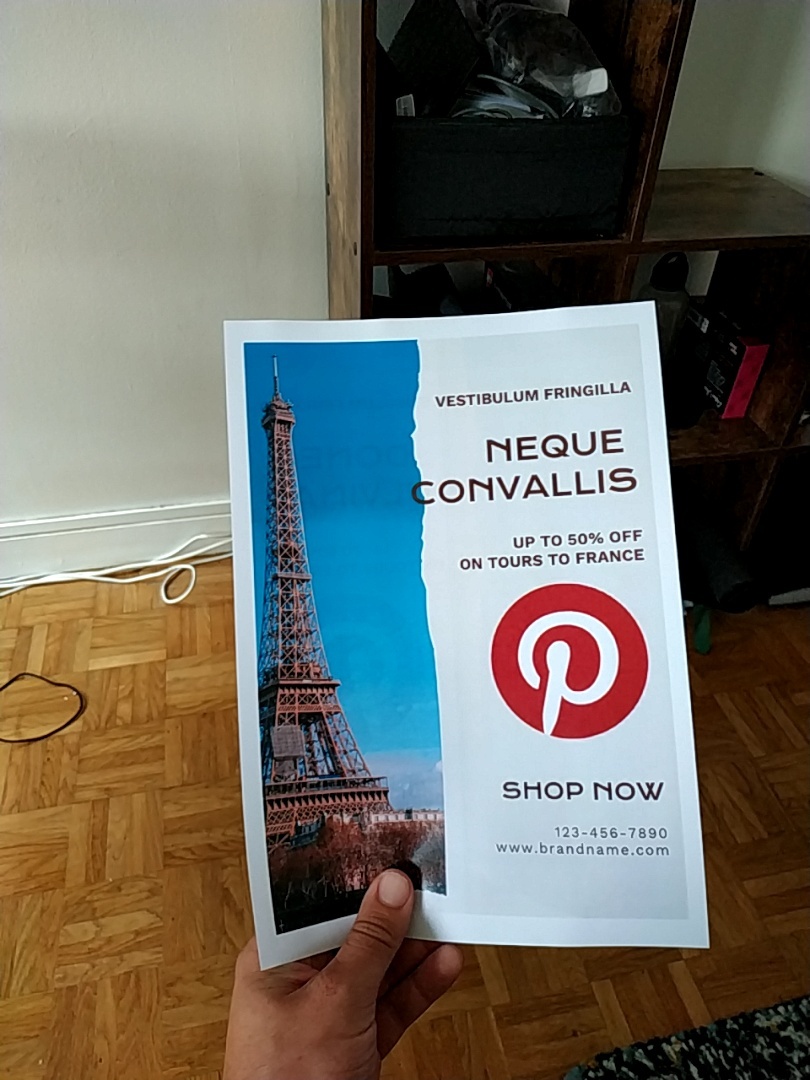 VESTIBULUM FRINGILLA
NEQUE
CONVALLIS
UP TO 50% OFF
ON TOURS TO FRANCE
SHOP NOW
123-456-7890
www.brandname.com